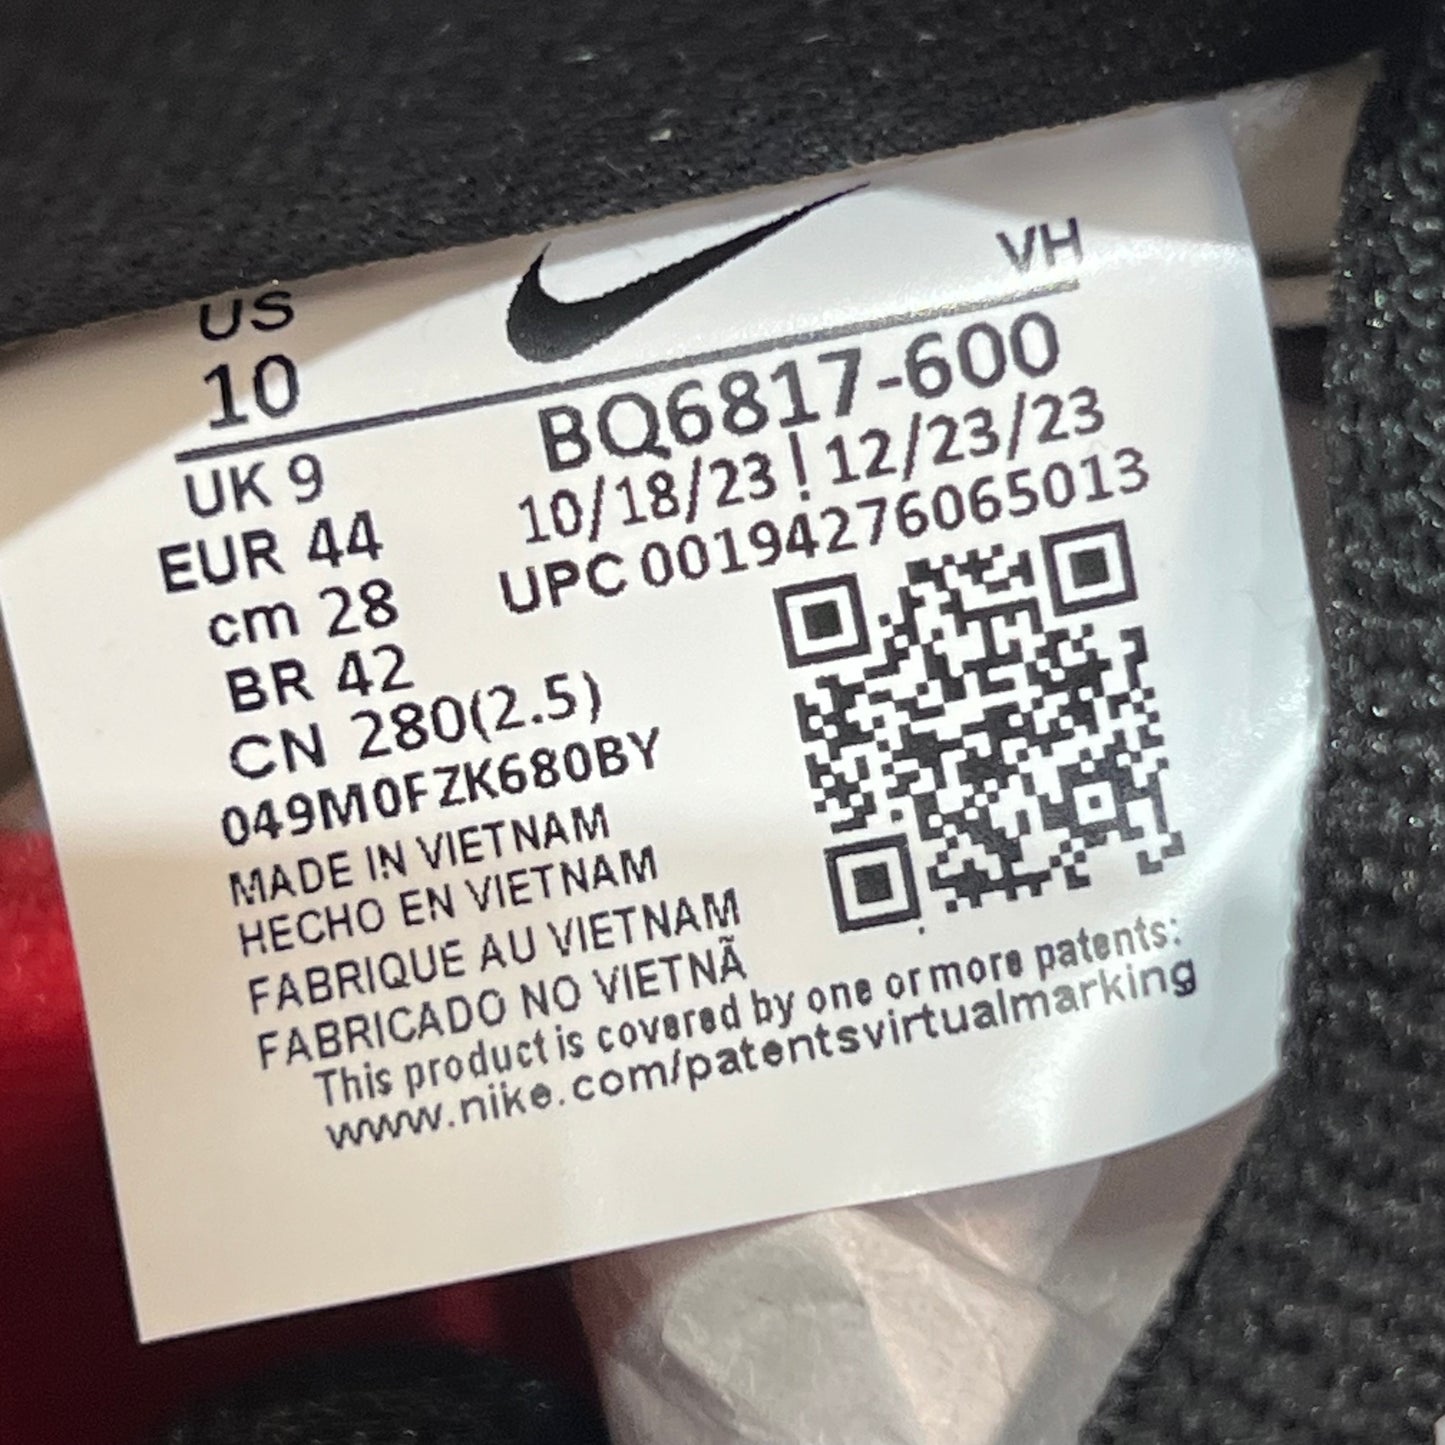 US
10
VH
UK 9
EUR 44
cm 28
BR 42
CN 280(2.5)
BQ6817-600
10/18/23 ! 12/23/23
UPC 00194276065013
049M0FZK680BY
MADE IN VIETNAM
HECHO EN VIETNAM
FABRIQUE AU VIETNAM
FABRICADO NO VIETNÃ
This product is covered by one or more patents:
www.nike.com/patentsvirtualmarking